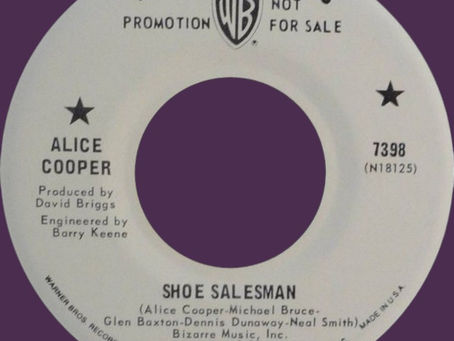 WB
NOT
PROMOTION
FOR SALE
®
ALICE
COOPER
Produced by
David Briggs
Engineered by
Barry Keene
7398
(N18125)
SHOE SALESMAN
(Alice Cooper-Michael Bruce-
Glen Baxton-Dennis Dunaway-Neal Smith)
Bizarre Music, Inc.
WARNER BROS. RECORDS
MADE IN U.S.A.